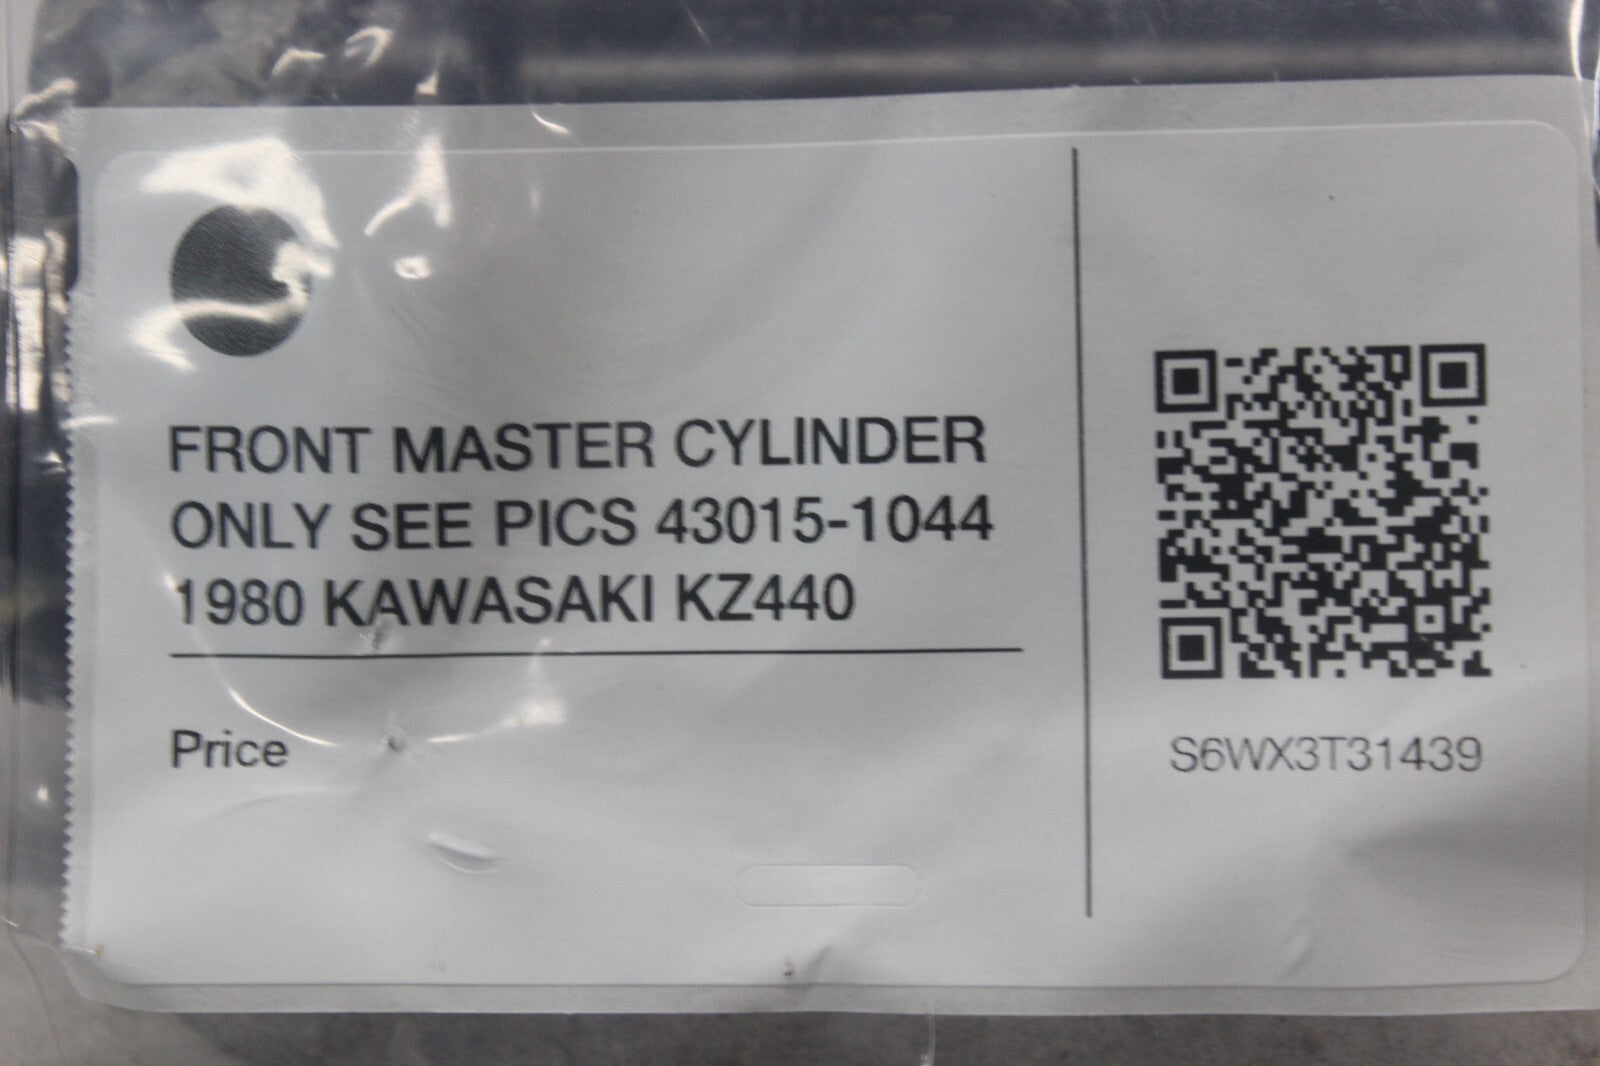 FRONT MASTER CYLINDER
ONLY SEE PICS 43015-1044
1980 KAWASAKI KZ440
Price
S6WX3T31439